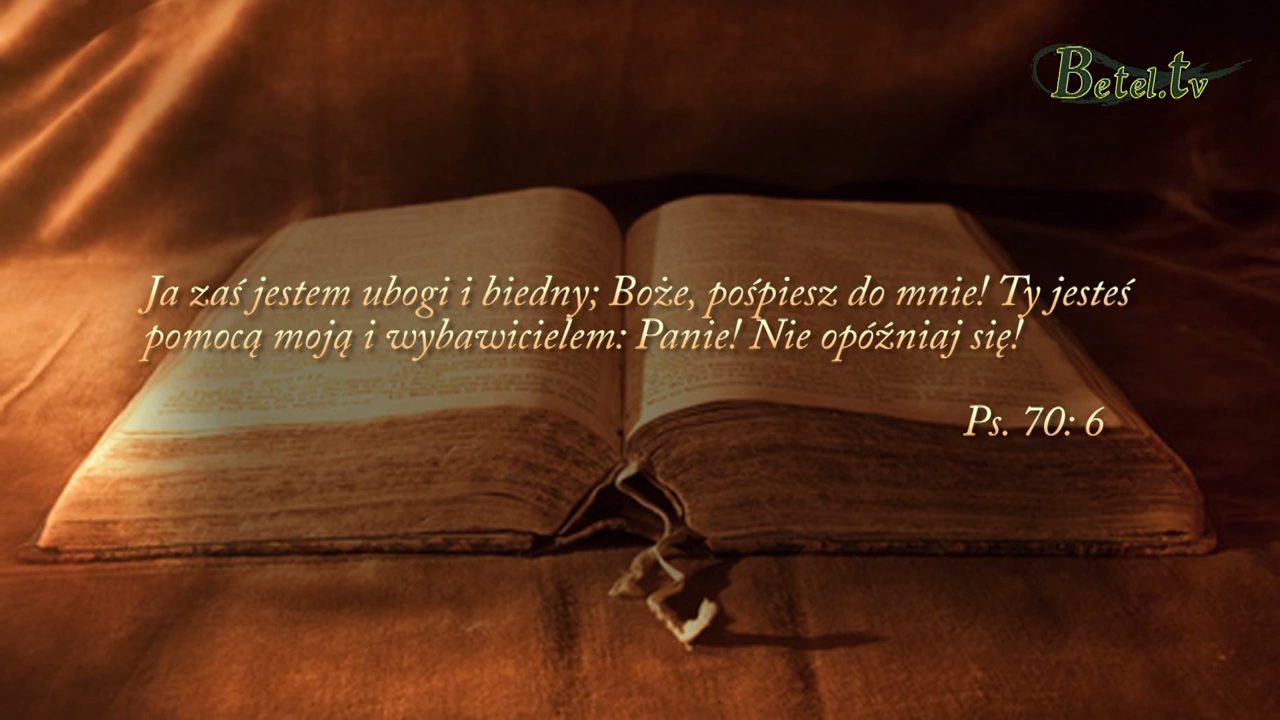 Betel.tv
Ja zaś jestem ubogi i biedny; Boże, pośpiesz do mnie! Ty jesteś
pomocą moją i wybawicielem: Panie! Nie opóźniaj się!
Ps. 70: 6